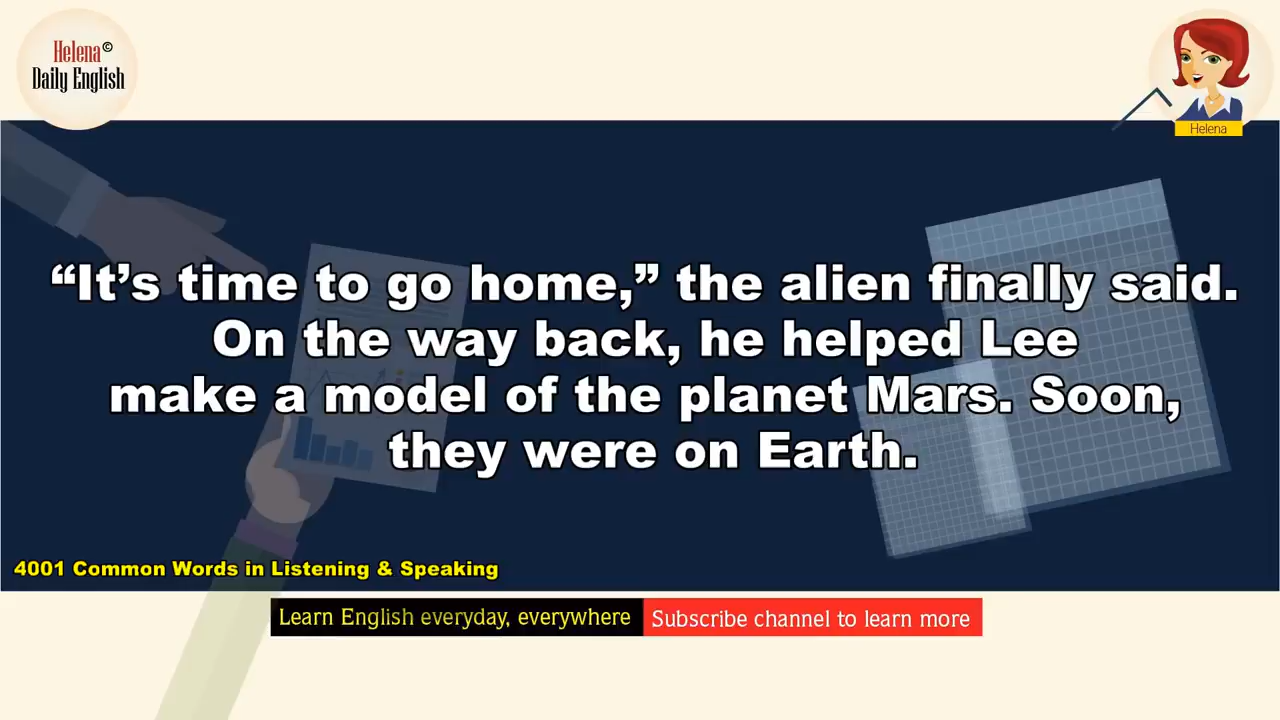 Helena©
Daily English
Helena
“It’s time to go home,” the alien finally said.
On the way back, he helped Lee
make a model of the planet Mars. Soon,
they were on Earth.
4001 Common Words in Listening & Speaking
Learn English everyday, everywhere
Subscribe channel to learn more